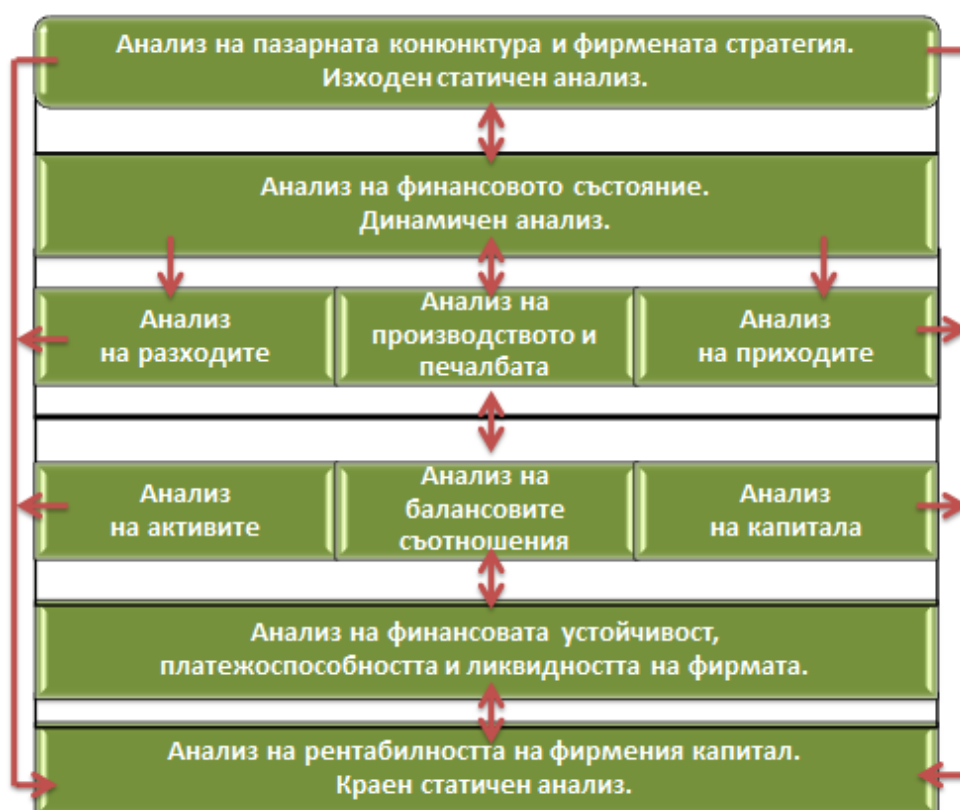 Анализ на пазарната конюнктура и фирмената стратегия.
Изходен статичен анализ.
Анализ на финансовото състояние.
Динамичен анализ.
Анализ
на разходите
Анализ на
производството и
печалбата
Анализ
на приходите
Анализ
на активите
Анализ на
балансовите
съотношения
Анализ
на капитала
Анализ на финансовата устойчивост,
платежоспособността и ликвидността на фирмата.
Анализ на рентабилността на фирмения капитал.
Краен статичен анализ.